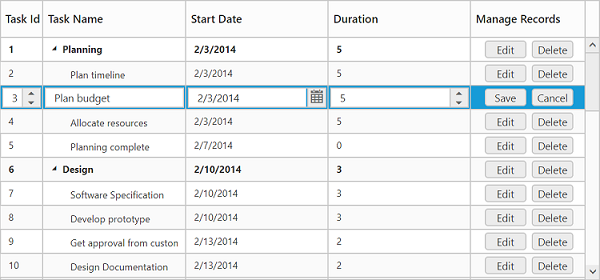 Task Id Task Name Start Date Duration Manage Records
1 Planning 2/3/2014 5 Edit Delete
2 Plan timeline 2/3/2014 5 Edit Delete
3 Plan budget 2/3/2014 5 Save Cancel
4 Allocate resources 2/3/2014 5 Edit Delete
5 Planning complete 2/7/2014 0 Edit Delete
6 Design 2/10/2014 3 Edit Delete
7 Software Specification 2/10/2014 3 Edit Delete
8 Develop prototype 2/10/2014 3 Edit Delete
9 Get approval from custon 2/13/2014 2 Edit Delete
10 Design Documentation 2/13/2014 2 Edit Delete